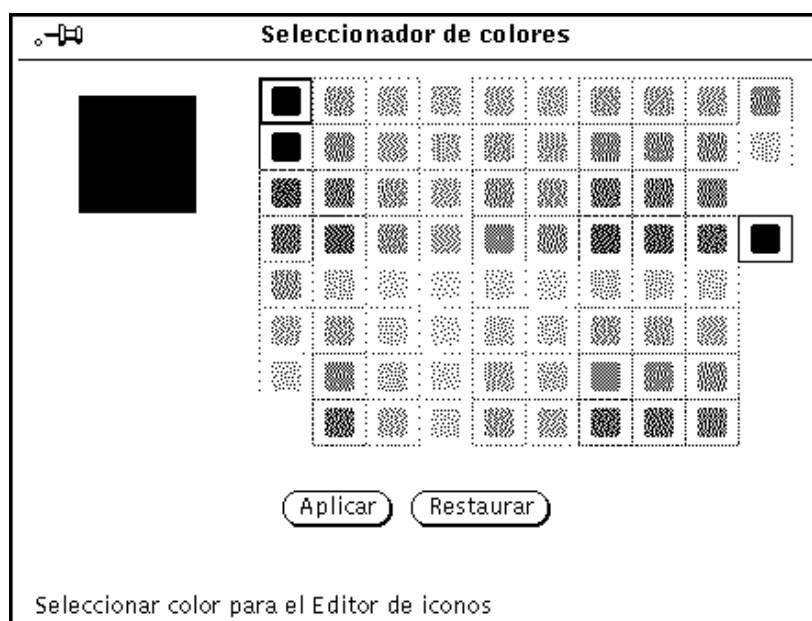 Seleccionador de colores
Aplicar Restaurar
Seleccionar color para el Editor de iconos